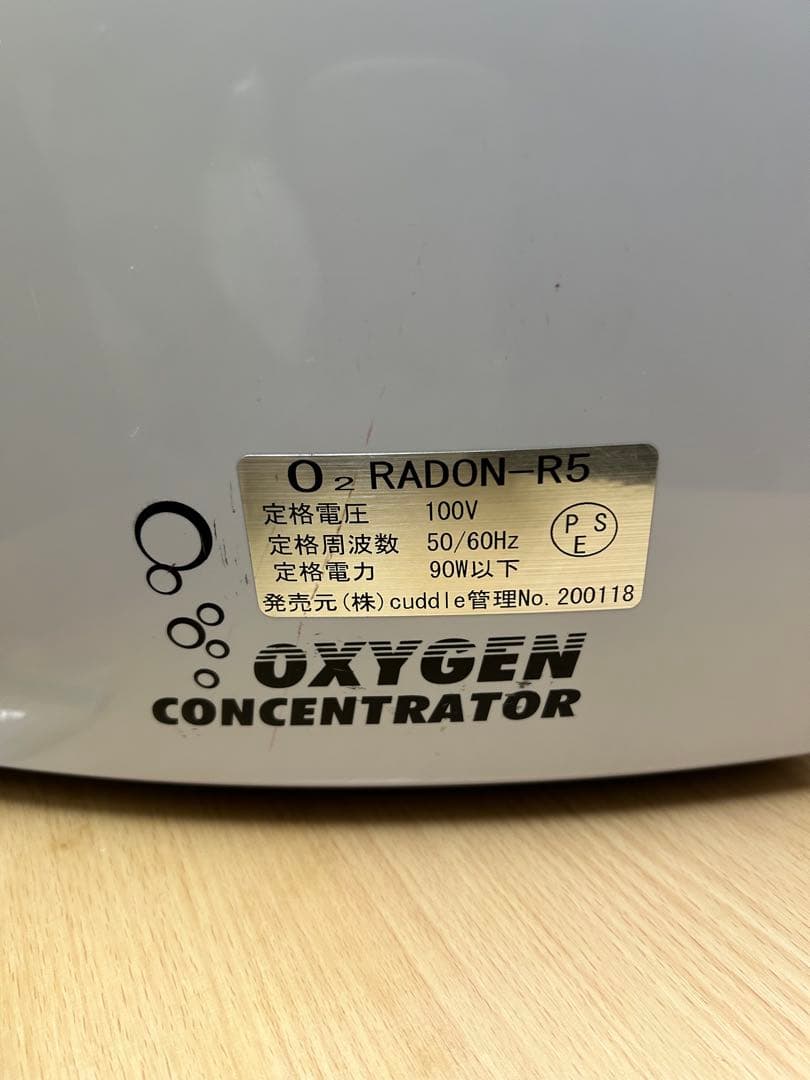 O₂ RADON-R5
定格電圧 100V
定格周波数 50/60Hz
定格電力 90W以下
PSE
発売元(株)cuddle管理No.200118
OXYGEN
CONCENTRATOR